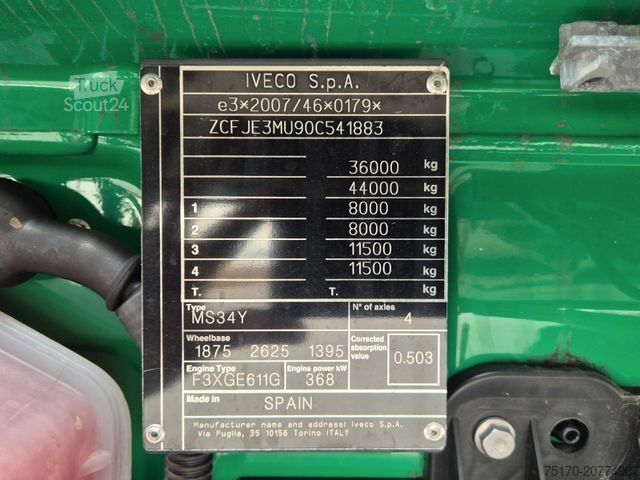 Truck
Scout24
IVECO S.p.A.
e3×2007/46×0179×
ZCFJE3MU90C541883
36000 kg
44000 kg
1 8000 kg
2 8000 kg
3 11500 kg
4 11500 kg
T. T. kg
Type N° of axles
MS34Y 4
Wheelbase Corrected absorption value
1875 2625 1395 0.503
Engine Type Engine power kW
F3XGE611G 368
Made in SPAIN
Manufacturer name and address: Iveco S.p.A.
Via Puglia, 35 10156 Torino ITALY